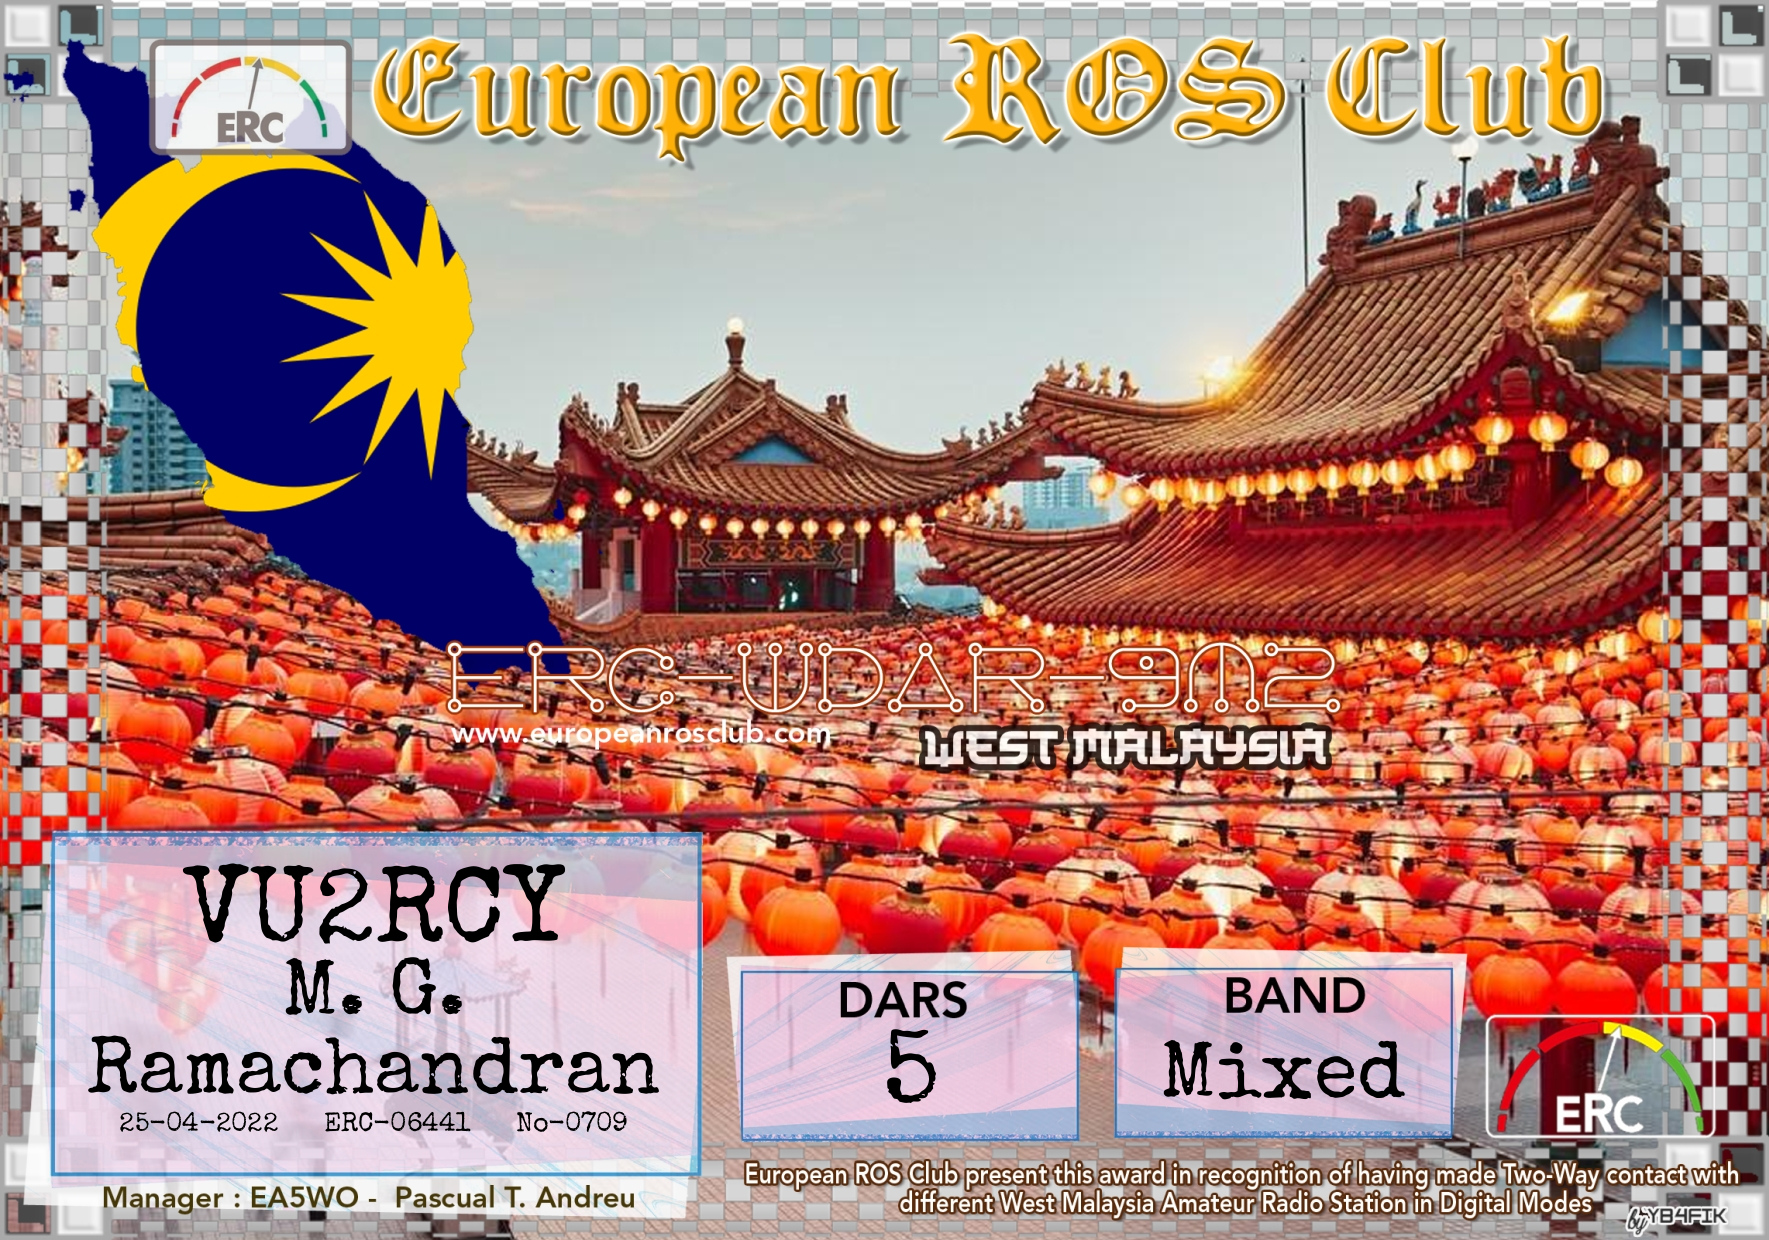 ERC
European ROS Club
ERC-WDAR-9M2
www.europeanrosclub.com
WEST MALAYSIA
VU2RCY
M. G.
Ramachandran
25-04-2022 ERC-06441 No-0709
Manager : EA5WO - Pascual T. Andreu
DARS
5
BAND
Mixed
ERC
European ROS Club present this award in recognition of having made Two-Way contact with
different West Malaysia Amateur Radio Station in Digital Modes
by YB4FIK